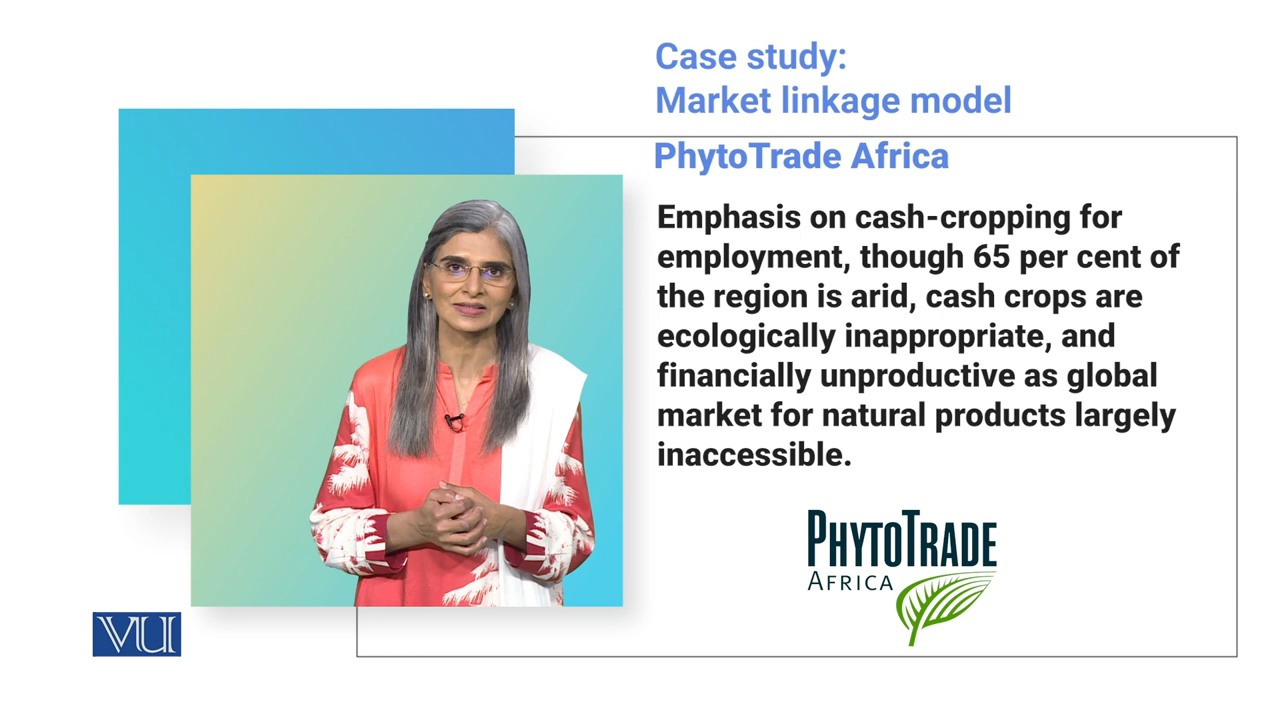 Case study:
Market linkage model
PhytoTrade Africa
Emphasis on cash-cropping for
employment, though 65 per cent of
the region is arid, cash crops are
ecologically inappropriate, and
financially unproductive as global
market for natural products largely
inaccessible.
PHYTOTRADE
AFRICA
VU